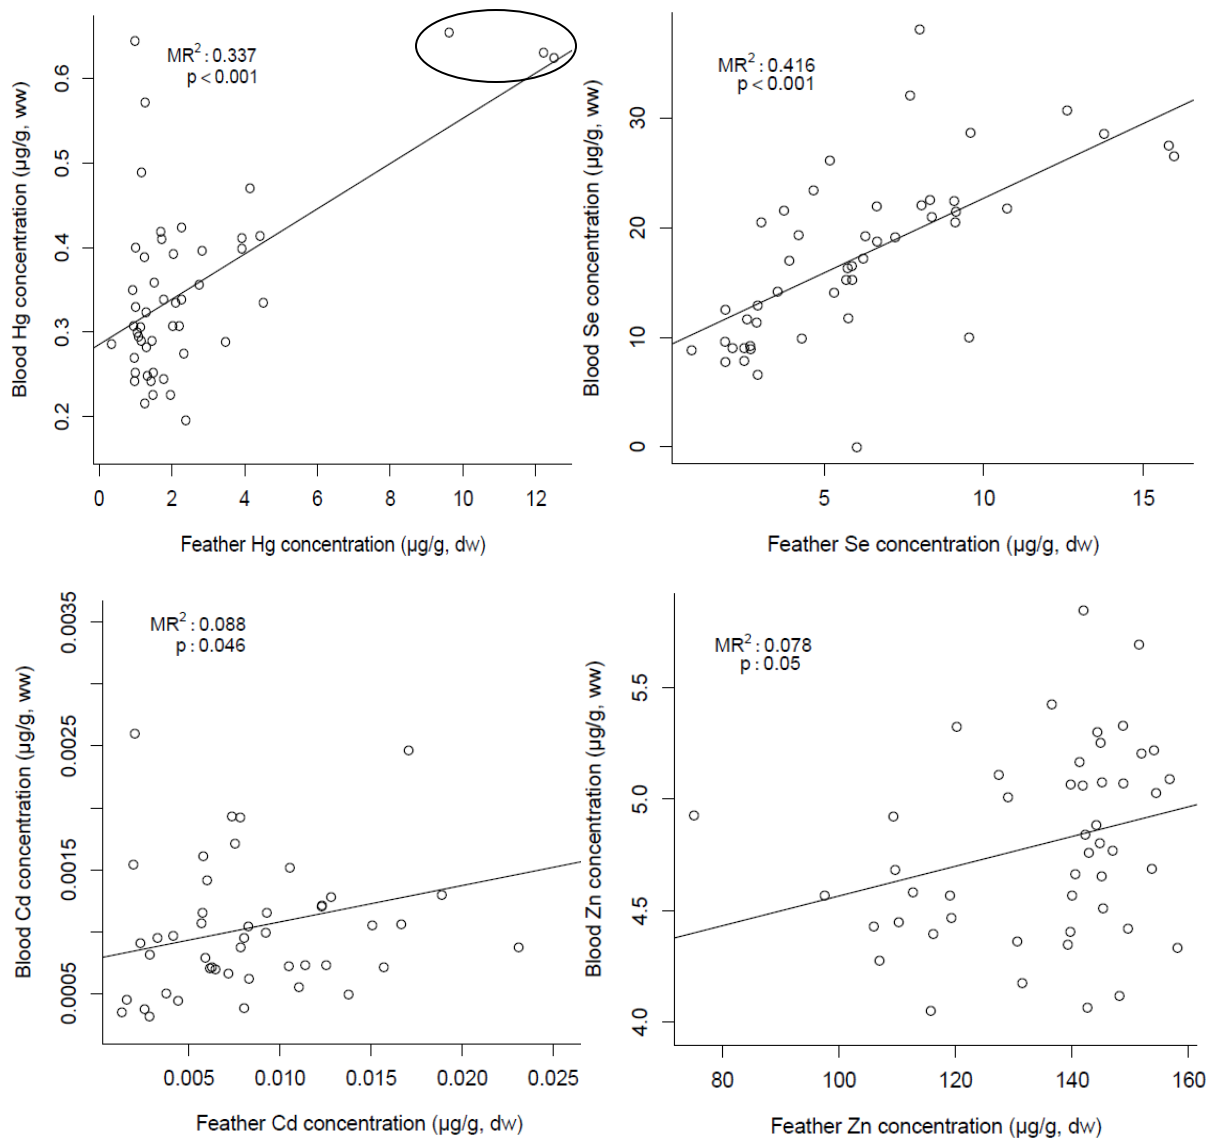 MR²: 0.337
p < 0.001
Blood Hg concentration (µg/g, ww)
0.6
0.5
0.4
0.3
0.2
0 2 4 6 8 10 12
Feather Hg concentration (µg/g, dw)
MR²: 0.416
p < 0.001
Blood Se concentration (µg/g, ww)
30
20
10
0
5 10 15
Feather Se concentration (µg/g, dw)
MR²: 0.088
p: 0.046
Blood Cd concentration (µg/g, ww)
0.0035
0.0025
0.0015
0.0005
0.005 0.010 0.015 0.020 0.025
Feather Cd concentration (µg/g, dw)
MR²: 0.078
p: 0.05
Blood Zn concentration (µg/g, ww)
5.5
5.0
4.5
4.0
80 100 120 140 160
Feather Zn concentration (µg/g, dw)